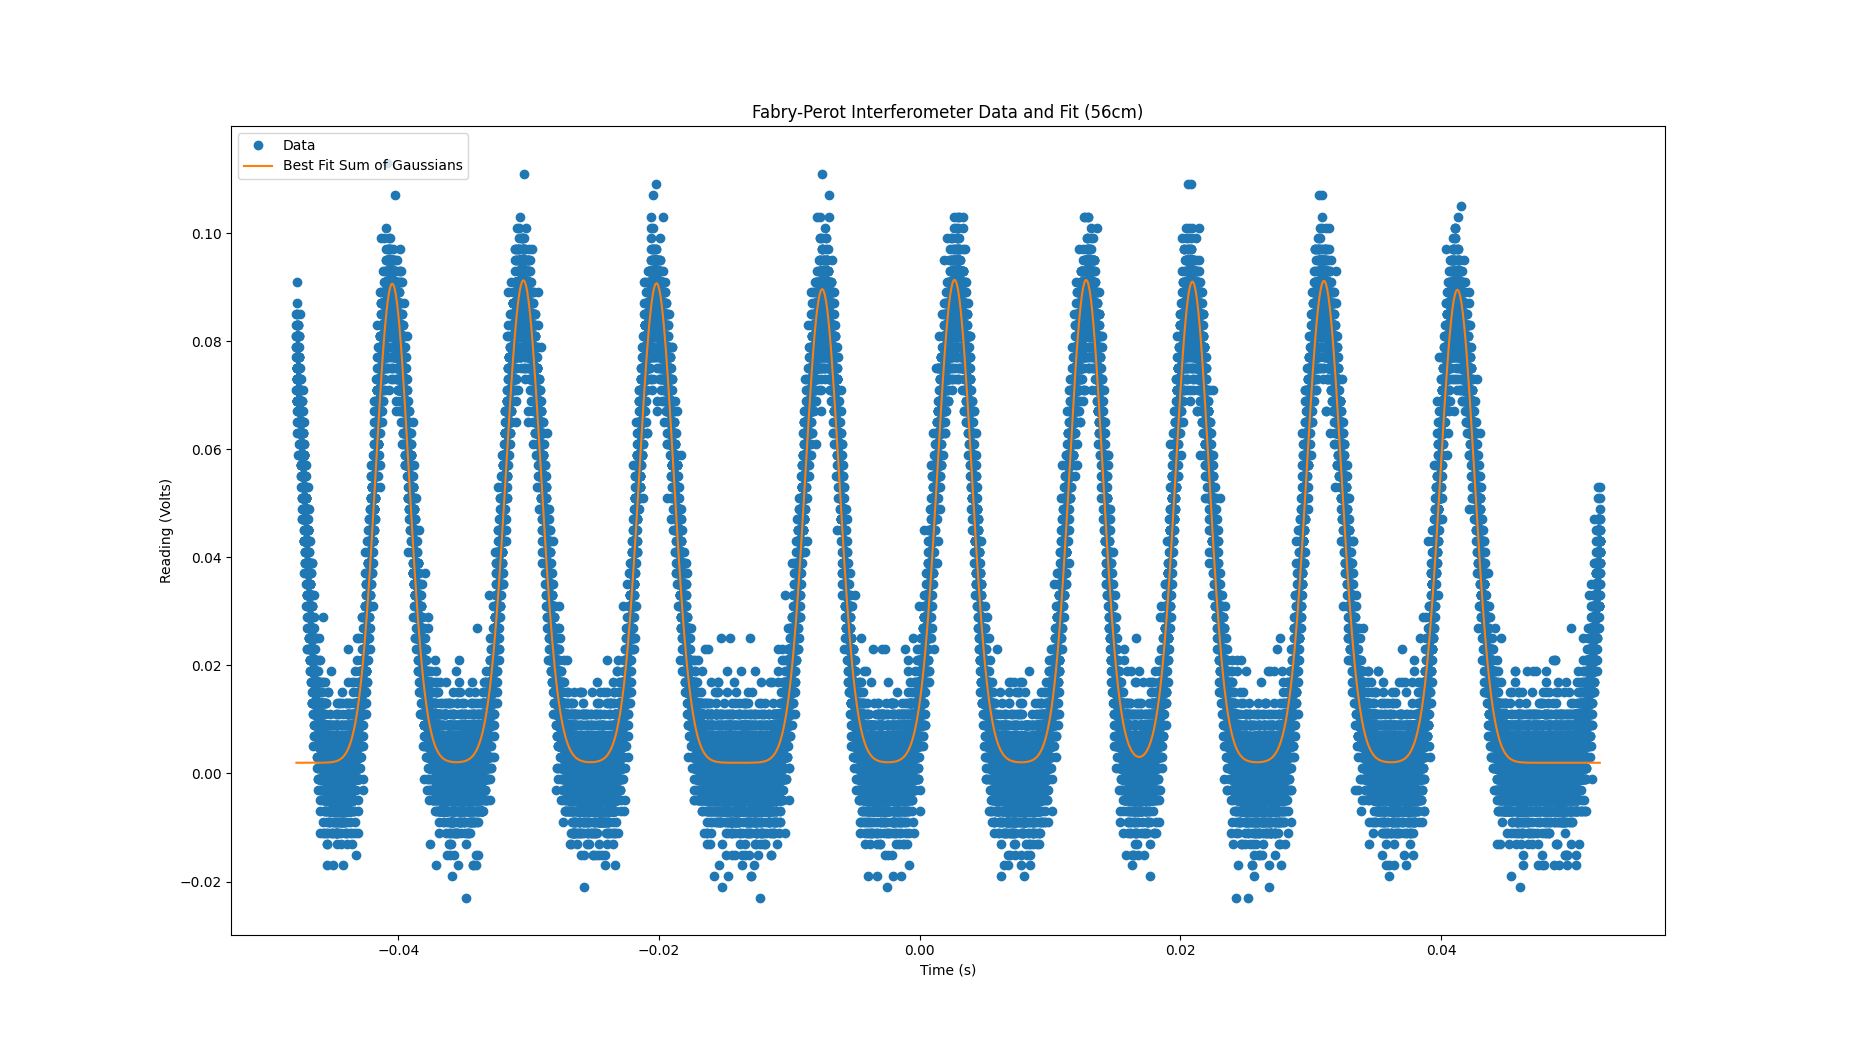 Fabry-Perot Interferometer Data and Fit (56cm)
Data
Best Fit Sum of Gaussians
0.10
0.08
0.06
0.04
0.02
0.00
−0.02
Reading (Volts)
−0.04
−0.02
0.00
0.02
0.04
Time (s)